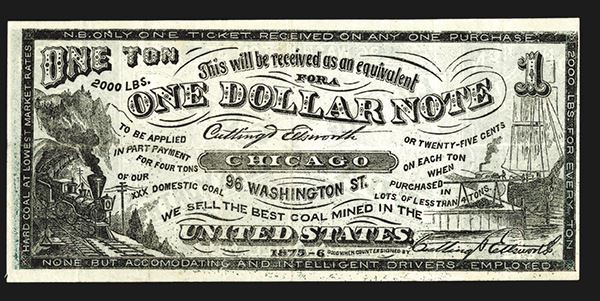 N.B. ONLY ONE TICKET RECEIVED ON ANY ONE PURCHASE.
ONE TON
2000 LBS.
This will be received as an equivalent
FOR A
1
ONE DOLLAR NOTE
TO BE APPLIED
IN PART PAYMENT
FOR FOUR TONS
OF OUR
XXX DOMESTIC COAL
Cutting & Ellsworth
CHICAGO
96 WASHINGTON ST.
OR TWENTY-FIVE CENTS
ON EACH TON
WHEN
PURCHASED IN
LOTS OF LESS THAN 4 TONS.
WE SELL THE BEST COAL MINED IN THE
UNITED STATES
1875-6 GOOD WHEN COUNTERSIGNED BY
Cutting & Ellsworth
NONE BUT ACCOMODATING AND INTELLIGENT DRIVERS EMPLOYED.
HARD COAL AT LOWEST MARKET RATES
2000 LBS. FOR EVERY TON